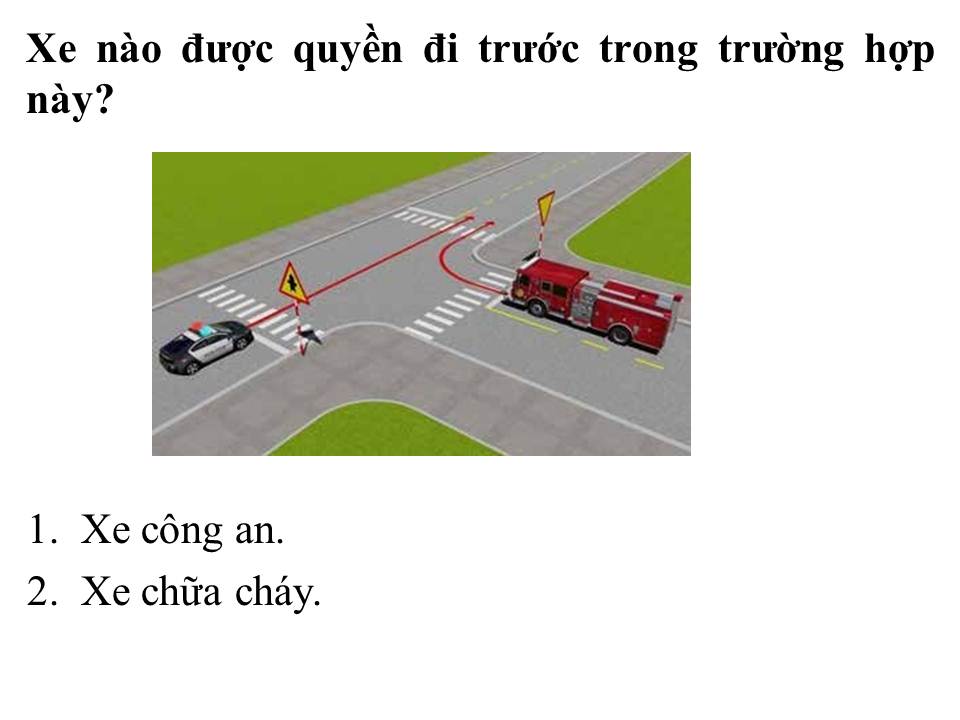 Xe nào được quyền đi trước trong trường hợp
này?
1. Xe công an.
2. Xe chữa cháy.